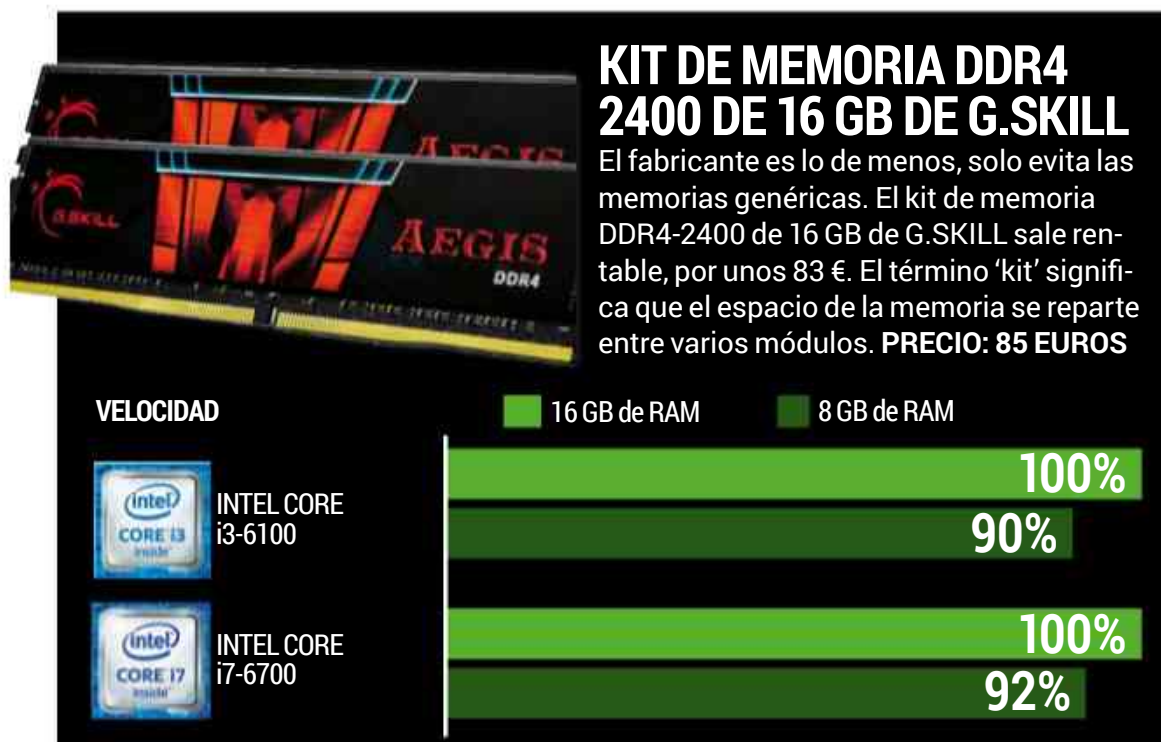 KIT DE MEMORIA DDR4
2400 DE 16 GB DE G.SKILL
El fabricante es lo de menos, solo evita las
memorias genéricas. El kit de memoria
DDR4-2400 de 16 GB de G.SKILL sale ren-
table, por unos 83 €. El término ‘kit’ signifi-
ca que el espacio de la memoria se reparte
entre varios módulos. PRECIO: 85 EUROS
AEGIS
G.SKILL
AEGIS
DDR4
VELOCIDAD
16 GB de RAM
8 GB de RAM
intel
CORE i3
inside
INTEL CORE
i3-6100
100%
90%
intel
CORE i7
inside
INTEL CORE
i7-6700
100%
92%